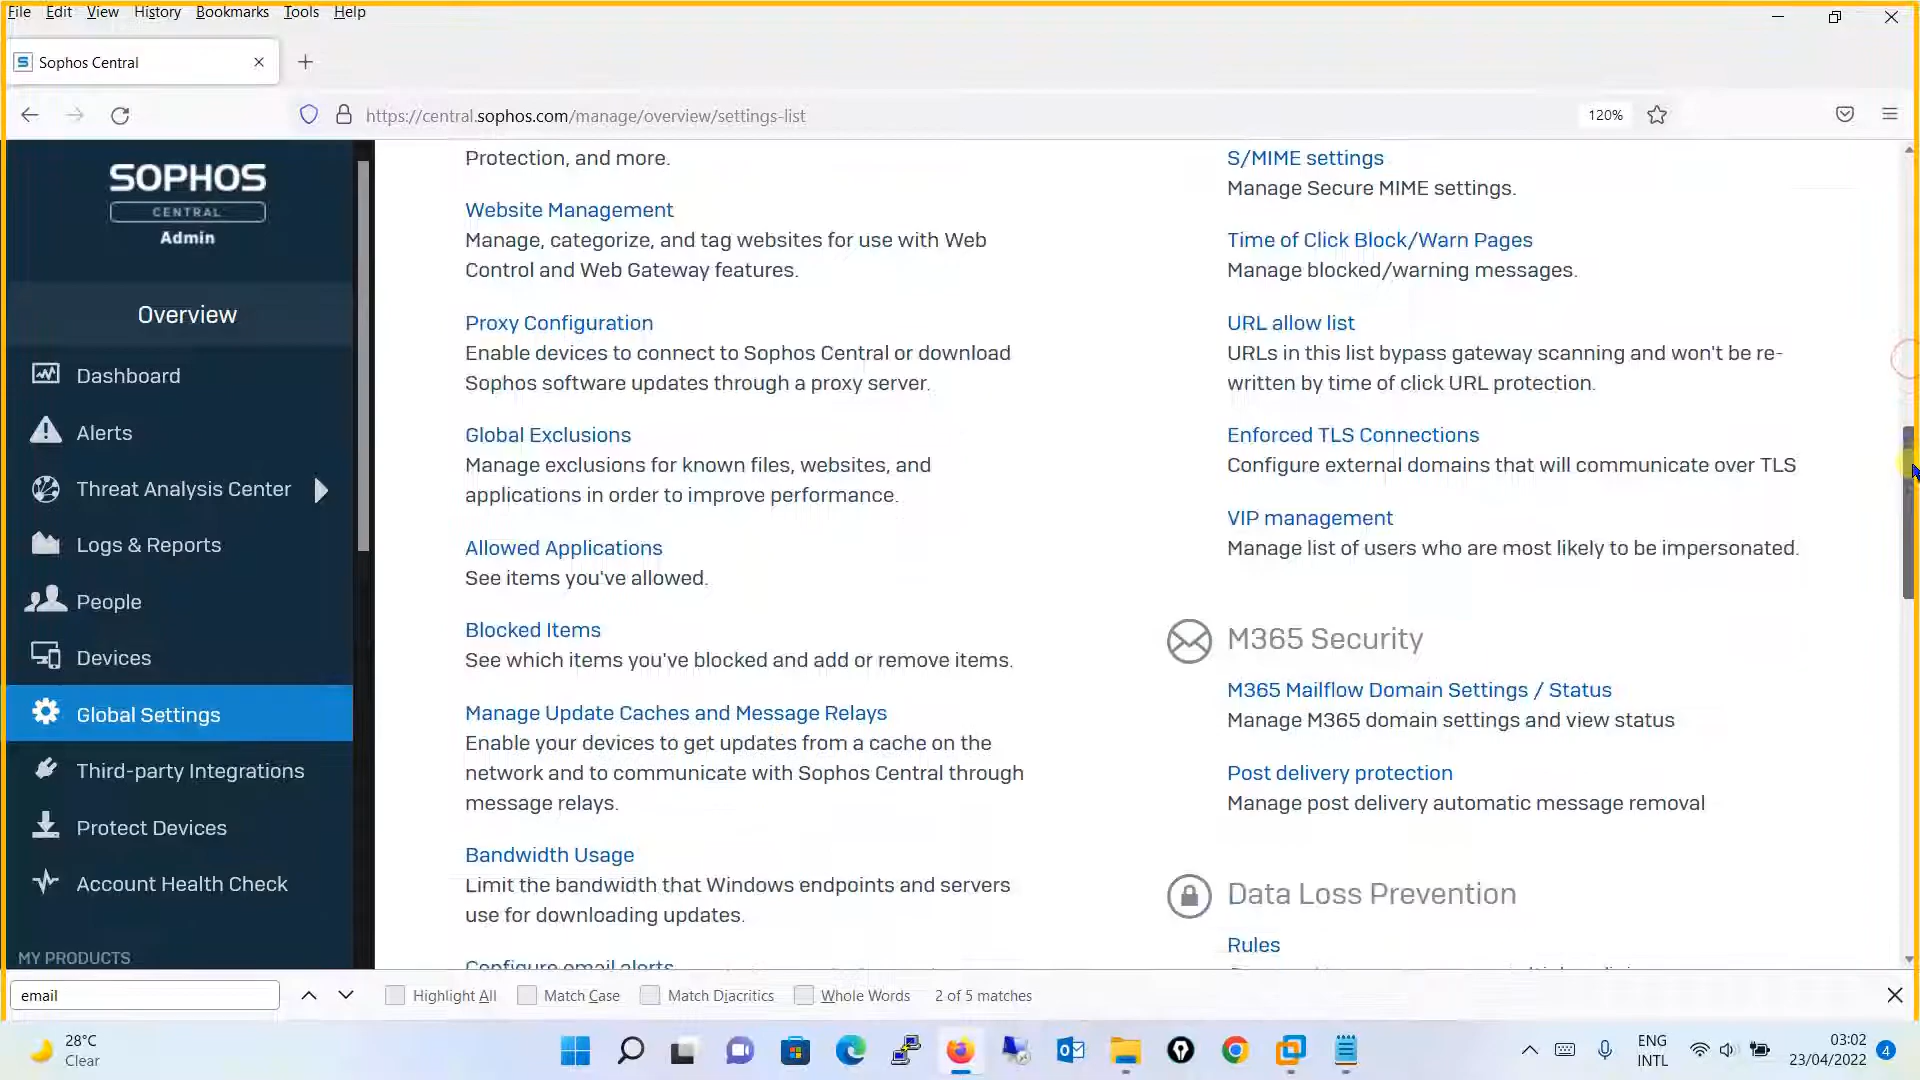 File Edit View History Bookmarks Tools Help
Sophos Central
https://central.sophos.com/manage/overview/settings-list
120%
SOPHOS
CENTRAL
Admin
Overview
Dashboard
Alerts
Threat Analysis Center
Logs & Reports
People
Devices
Global Settings
Third-party Integrations
Protect Devices
Account Health Check
MY PRODUCTS
Protection, and more.
Website Management
Manage, categorize, and tag websites for use with Web
Control and Web Gateway features.
Proxy Configuration
Enable devices to connect to Sophos Central or download
Sophos software updates through a proxy server.
Global Exclusions
Manage exclusions for known files, websites, and
applications in order to improve performance.
Allowed Applications
See items you've allowed.
Blocked Items
See which items you've blocked and add or remove items.
Manage Update Caches and Message Relays
Enable your devices to get updates from a cache on the
network and to communicate with Sophos Central through
message relays.
Bandwidth Usage
Limit the bandwidth that Windows endpoints and servers
use for downloading updates.
Configure email alerts
S/MIME settings
Manage Secure MIME settings.
Time of Click Block/Warn Pages
Manage blocked/warning messages.
URL allow list
URLs in this list bypass gateway scanning and won't be re-
written by time of click URL protection.
Enforced TLS Connections
Configure external domains that will communicate over TLS
VIP management
Manage list of users who are most likely to be impersonated.
M365 Security
M365 Mailflow Domain Settings / Status
Manage M365 domain settings and view status
Post delivery protection
Manage post delivery automatic message removal
Data Loss Prevention
Rules
email
Highlight All Match Case Match Diacritics Whole Words 2 of 5 matches
28°C
Clear
ENG
INTL
03:02
23/04/2022
4